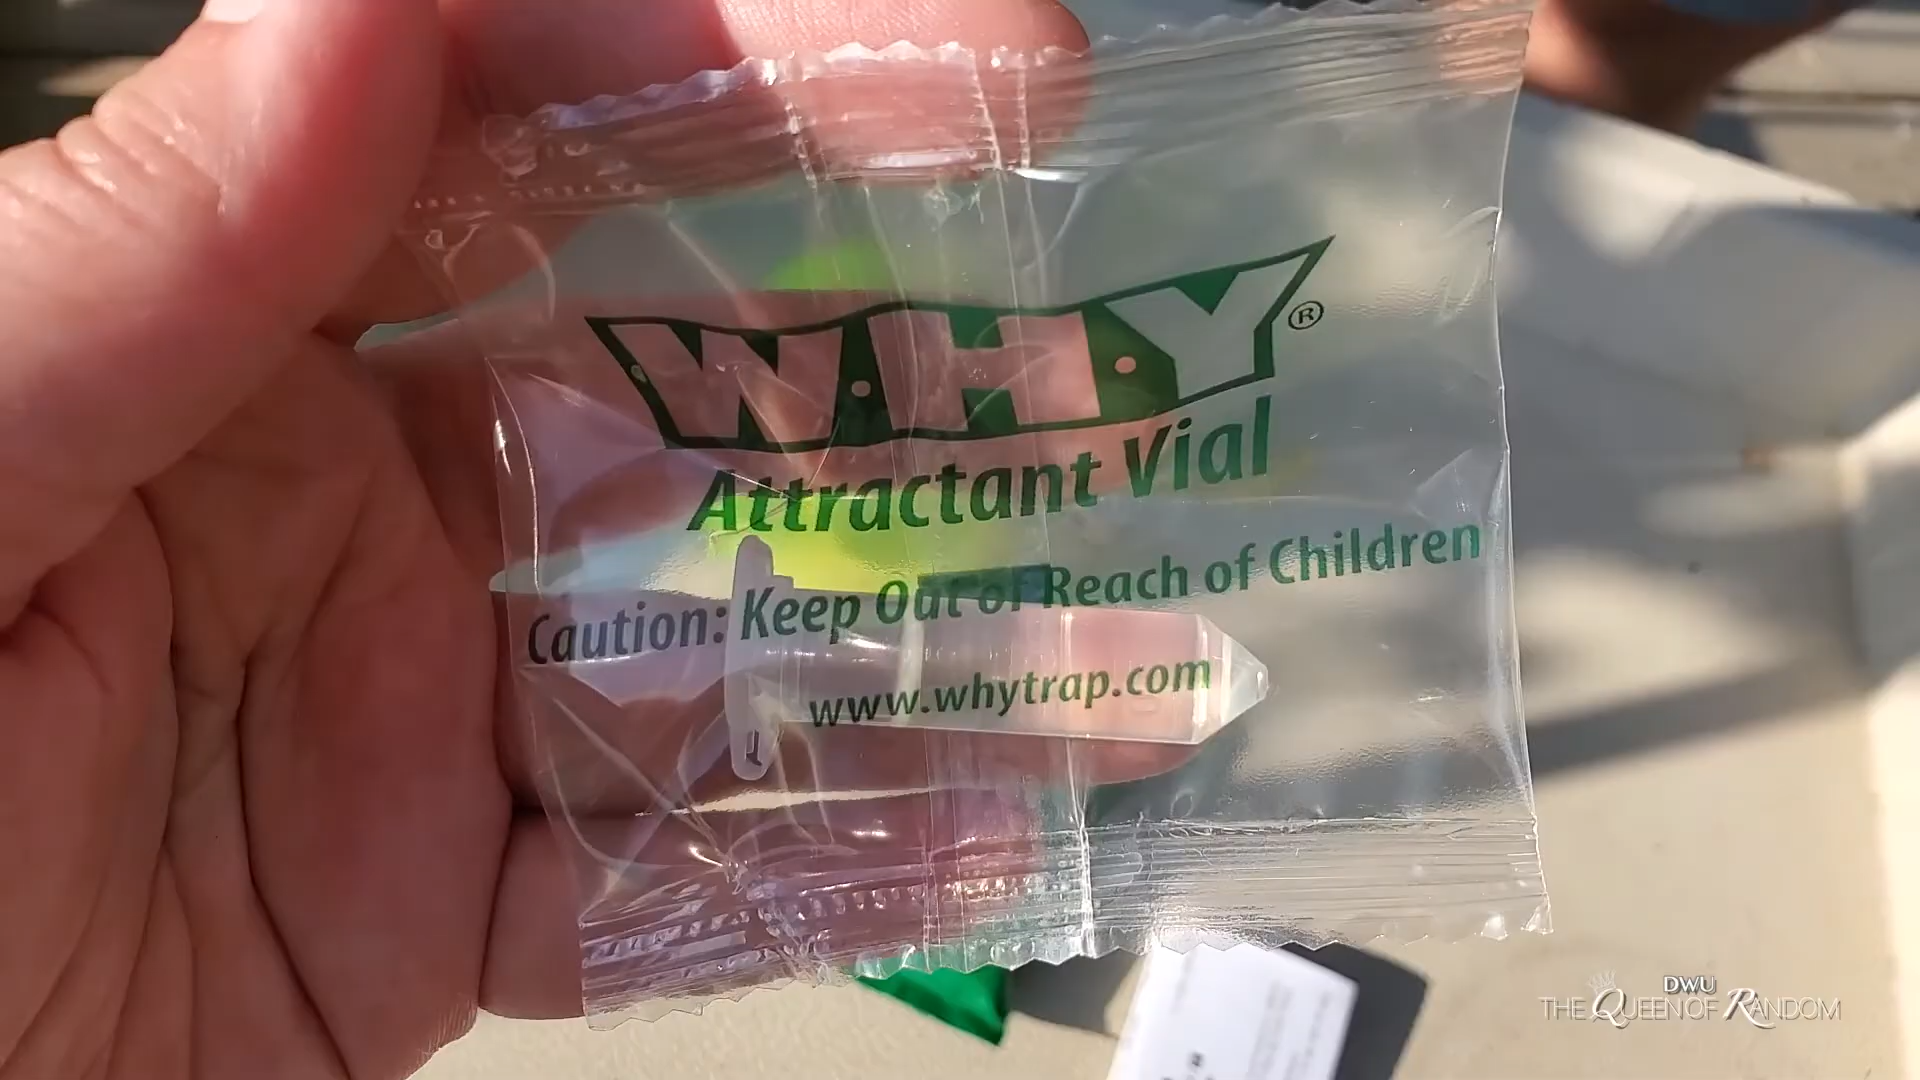 W·H·Y®
Attractant Vial
Caution: Keep Out of Reach of Children
www.whytrap.com
DWU
THE QUEEN OF RANDOM